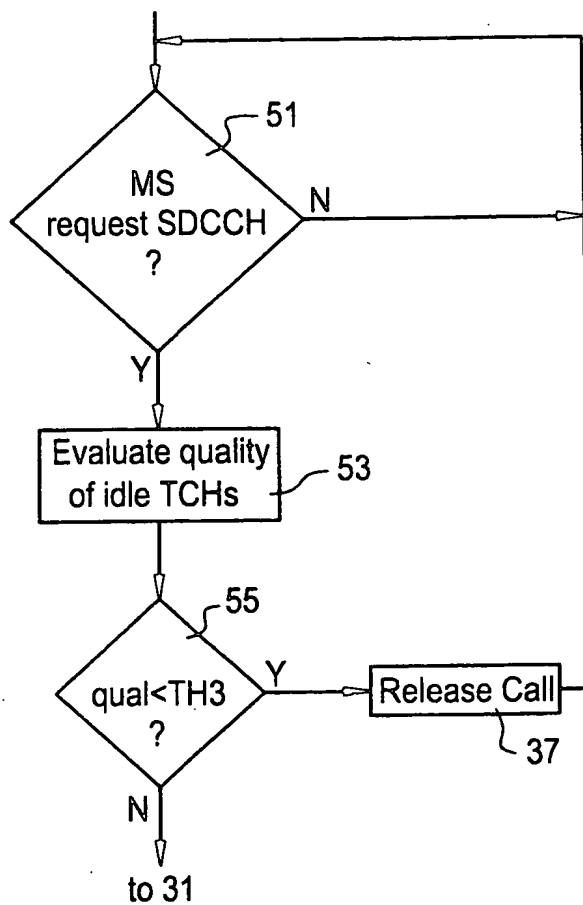 51
MS
request SDCCH
?
N
Y
Evaluate quality
of idle TCHs
53
55
qual<TH3
?
Y
Release Call
37
N
to 31